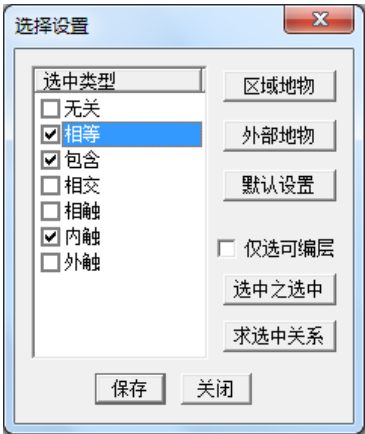 选择设置
选中类型
无关
相等
包含
相交
相触
内触
外触
区域地物
外部地物
默认设置
仅选可编层
选中之选中
求选中关系
保存
关闭